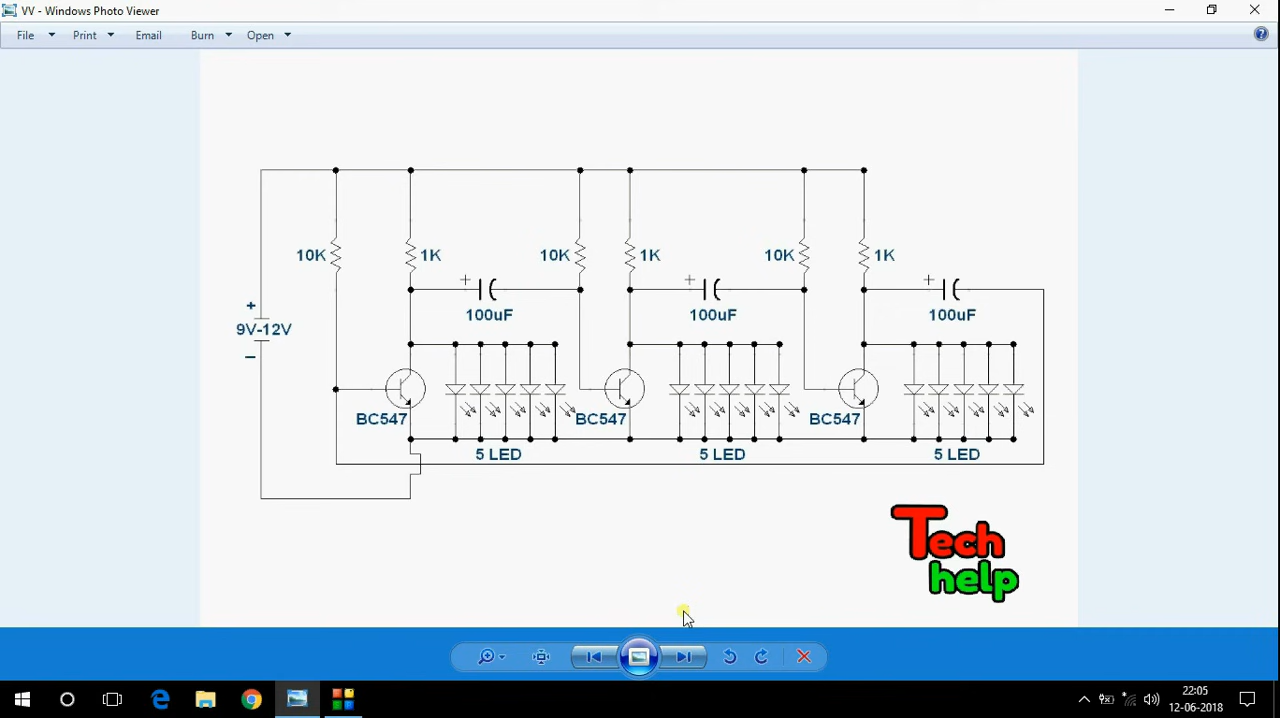 VV - Windows Photo Viewer
File Print Email Burn Open
10K 1K 10K 1K 10K 1K
+ + +
100uF 100uF 100uF
+
9V-12V
−
BC547 BC547 BC547
5 LED 5 LED 5 LED
Tech
help
22:05
12-06-2018